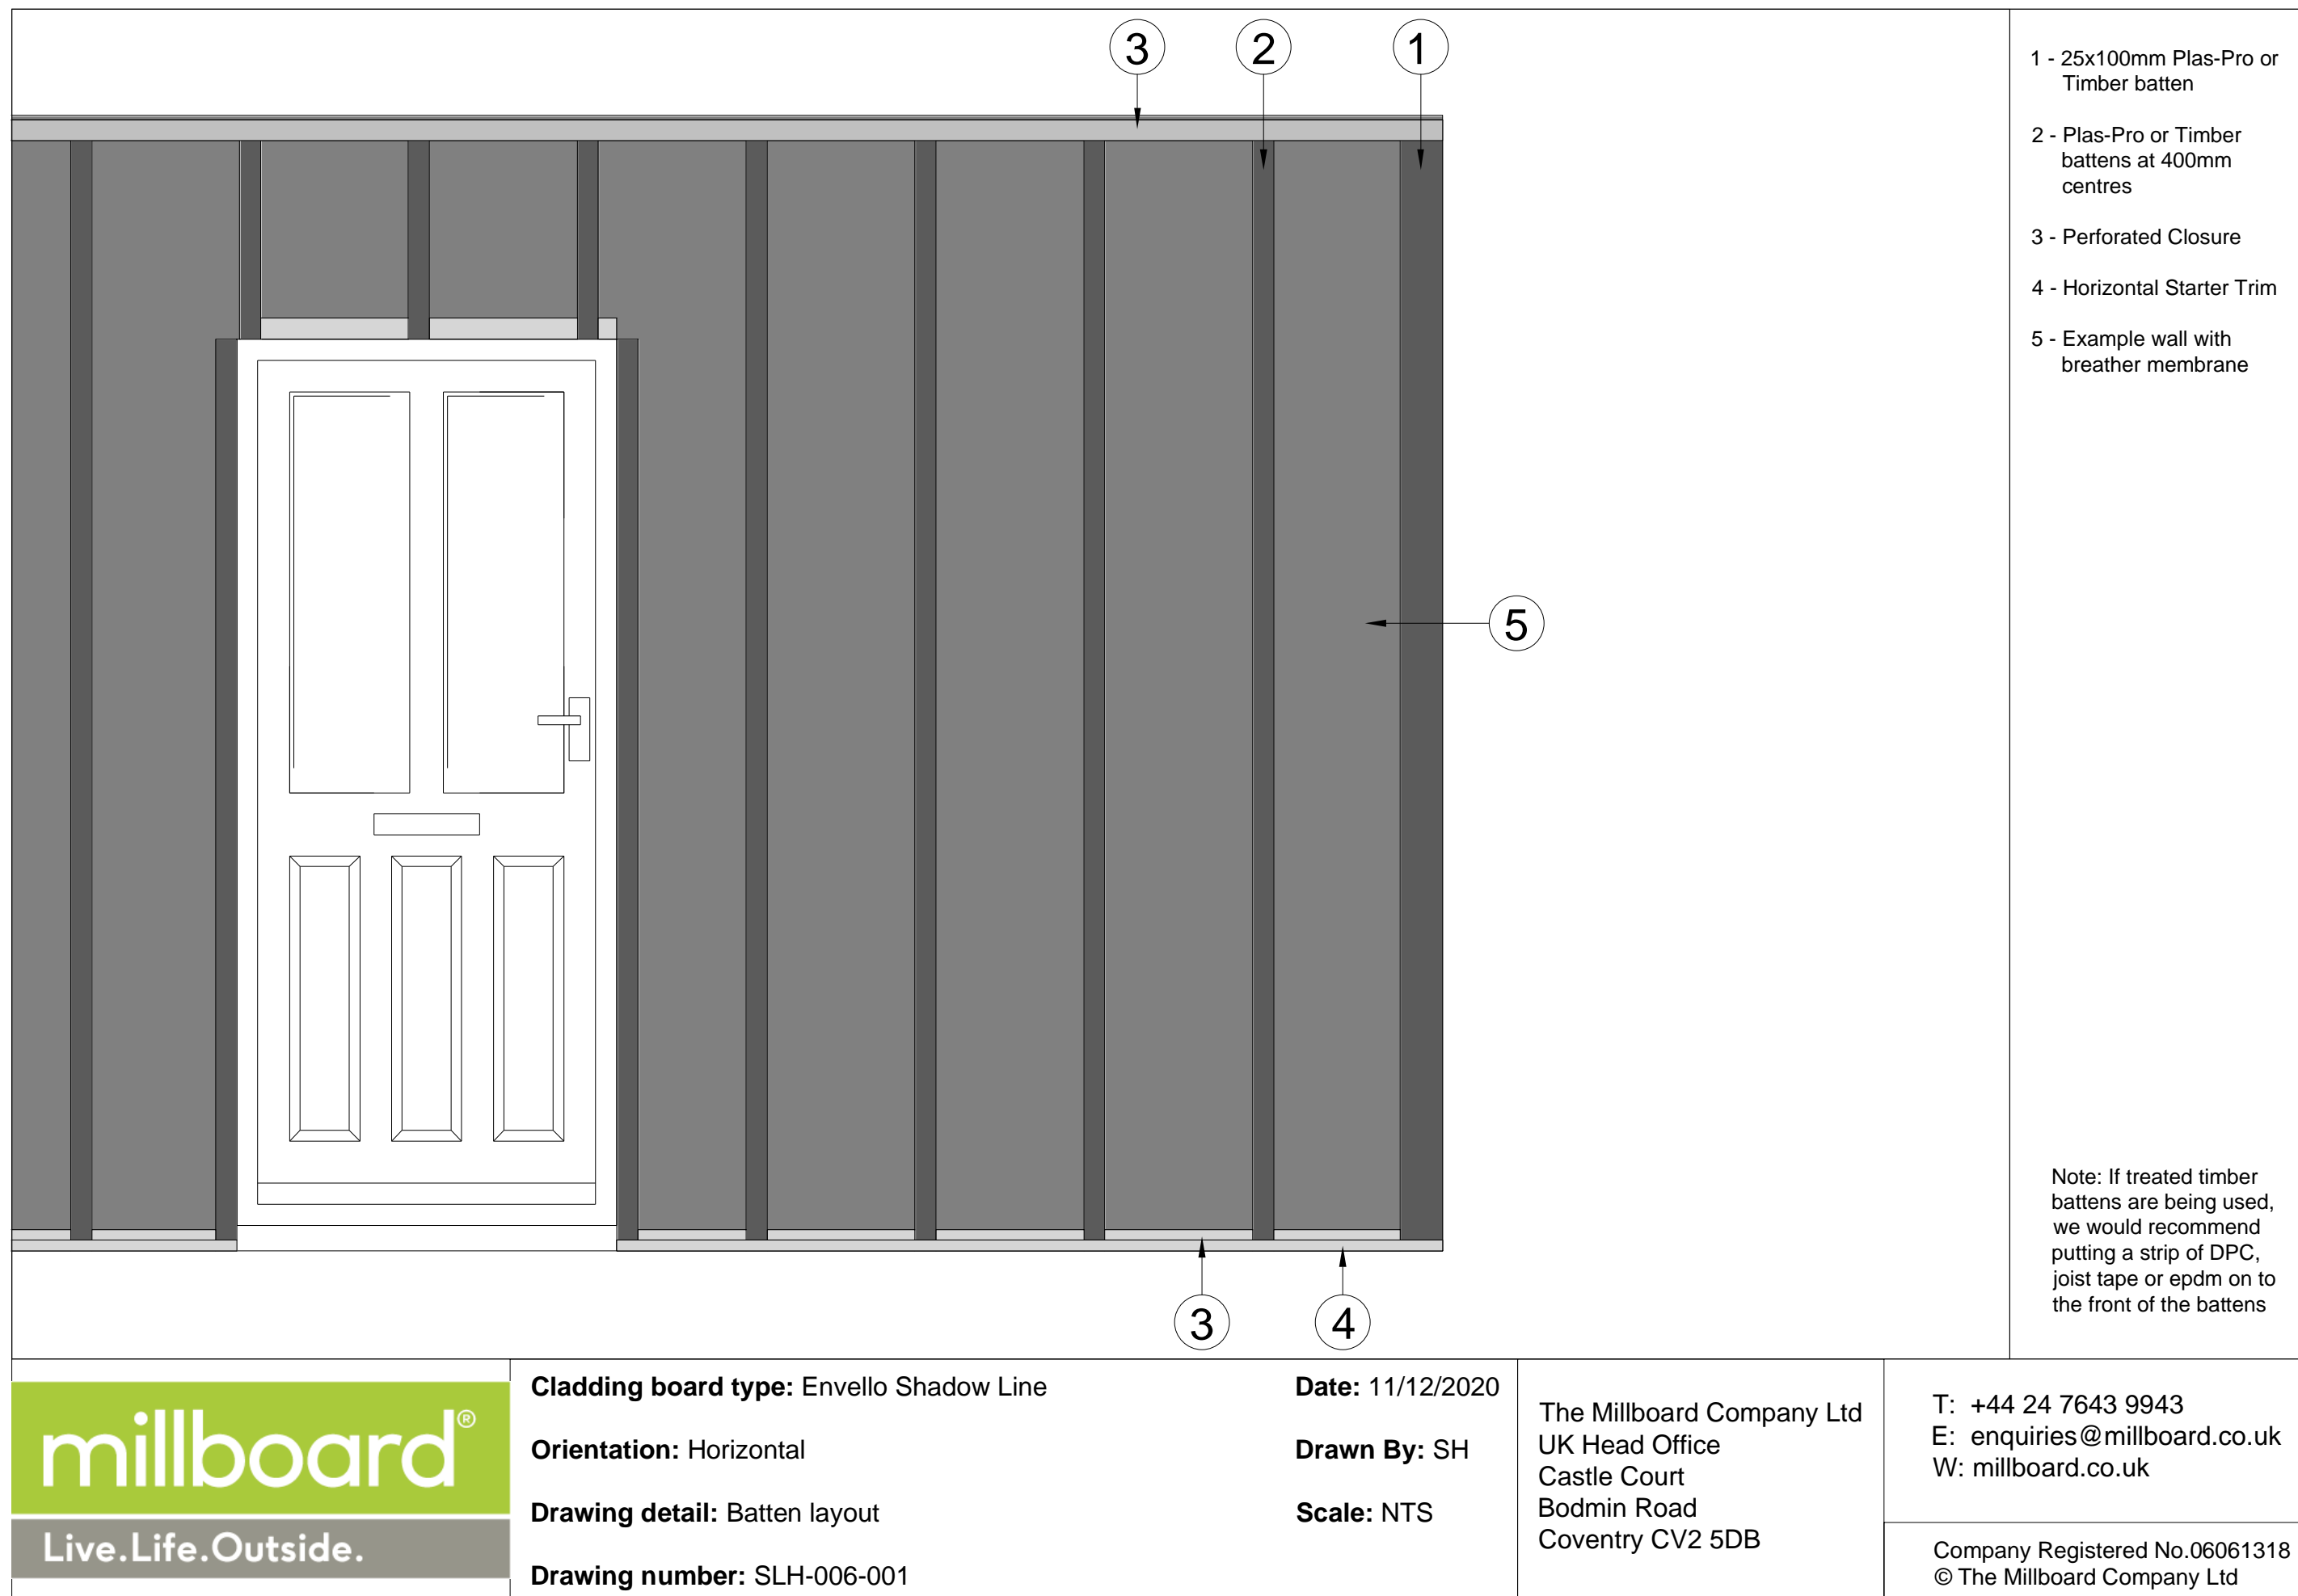 3
2
1
5
3
4
1 - 25x100mm Plas-Pro or
Timber batten
2 - Plas-Pro or Timber
battens at 400mm
centres
3 - Perforated Closure
4 - Horizontal Starter Trim
5 - Example wall with
breather membrane
Note: If treated timber
battens are being used,
we would recommend
putting a strip of DPC,
joist tape or epdm on to
the front of the battens
millboard®
Live.Life.Outside.
Cladding board type: Envello Shadow Line
Orientation: Horizontal
Drawing detail: Batten layout
Drawing number: SLH-006-001
Date: 11/12/2020
Drawn By: SH
Scale: NTS
The Millboard Company Ltd
UK Head Office
Castle Court
Bodmin Road
Coventry CV2 5DB
T: +44 24 7643 9943
E: enquiries@millboard.co.uk
W: millboard.co.uk
Company Registered No.06061318
© The Millboard Company Ltd